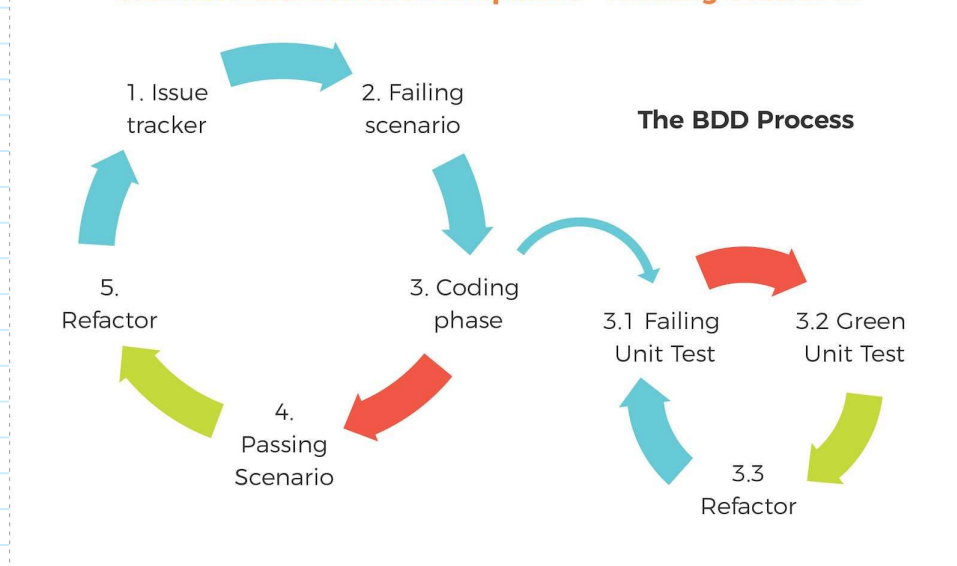 The BDD Process
1. Issue
tracker
2. Failing
scenario
3. Coding
phase
4.
Passing
Scenario
5.
Refactor
3.1 Failing
Unit Test
3.2 Green
Unit Test
3.3
Refactor